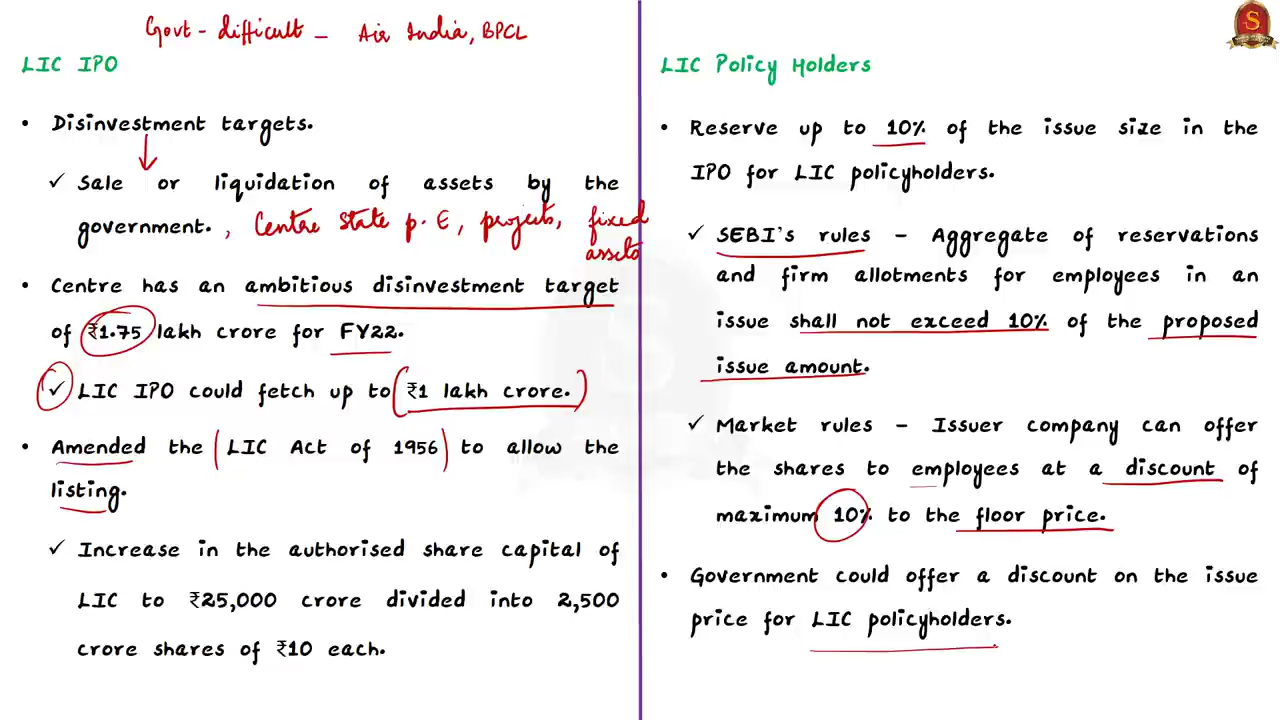 Govt - difficult - Air India, BPCL
LIC IPO
• Disinvestment targets.
✓ Sale or liquidation of assets by the
government. , Centre State P. E, projects, fixed
assets
• Centre has an ambitious disinvestment target
of ₹1.75 lakh crore for FY22.
✓ LIC IPO could fetch up to (₹1 lakh crore.)
• Amended the (LIC Act of 1956) to allow the
listing.
✓ Increase in the authorised share capital of
LIC to ₹25,000 crore divided into 2,500
crore shares of ₹10 each.
LIC Policy Holders
• Reserve up to 10% of the issue size in the
IPO for LIC policyholders.
✓ SEBI's rules - Aggregate of reservations
and firm allotments for employees in an
issue shall not exceed 10% of the proposed
issue amount.
✓ Market rules - Issuer company can offer
the shares to employees at a discount of
maximum 10% to the floor price.
• Government could offer a discount on the issue
price for LIC policyholders.